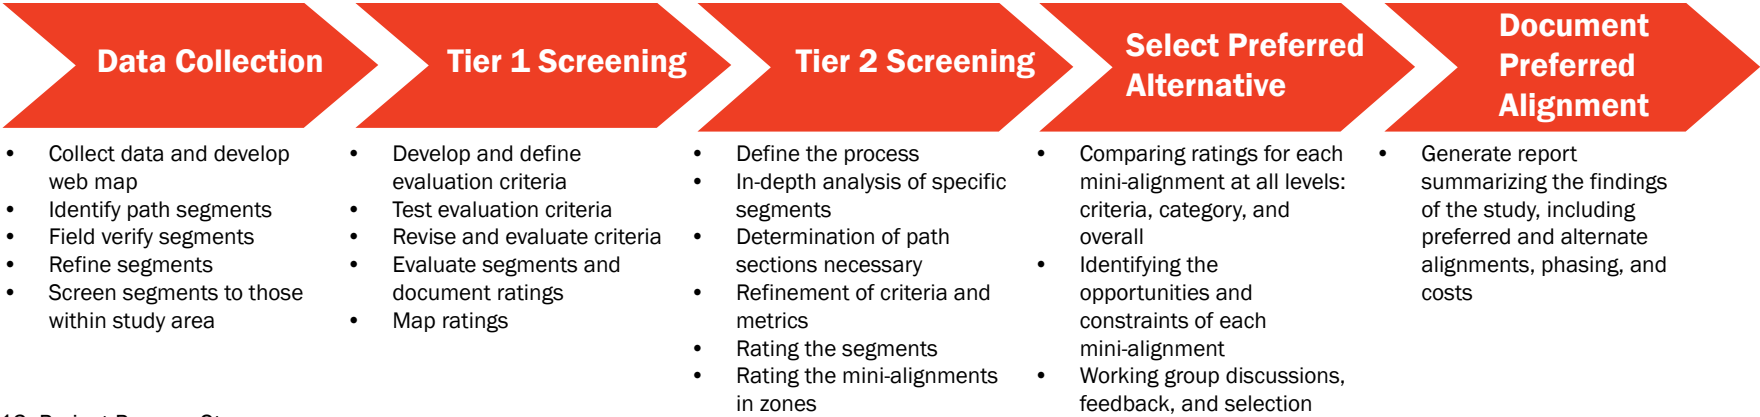 Data Collection
• Collect data and develop
web map
• Identify path segments
• Field verify segments
• Refine segments
• Screen segments to those
within study area
Tier 1 Screening
• Develop and define
evaluation criteria
• Test evaluation criteria
• Revise and evaluate criteria
• Evaluate segments and
document ratings
• Map ratings
Tier 2 Screening
• Define the process
• In-depth analysis of specific
segments
• Determination of path
sections necessary
• Refinement of criteria and
metrics
• Rating the segments
• Rating the mini-alignments
in zones
Select Preferred
Alternative
• Comparing ratings for each
mini-alignment at all levels:
criteria, category, and
overall
• Identifying the
opportunities and
constraints of each
mini-alignment
• Working group discussions,
feedback, and selection
Document
Preferred
Alignment
• Generate report
summarizing the findings
of the study, including
preferred and alternate
alignments, phasing, and
costs